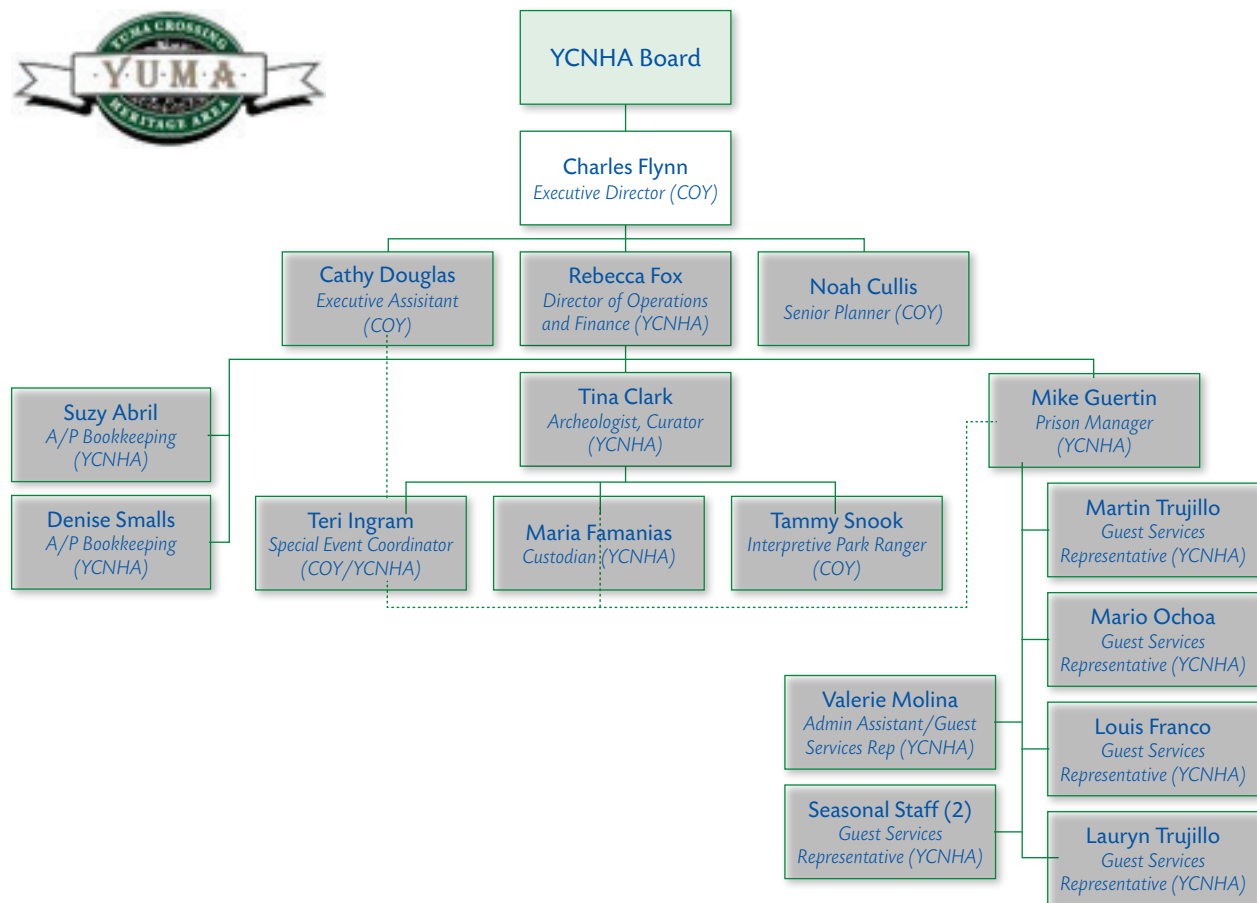 YUMA CROSSING
·Y·U·M·A·
HERITAGE AREA
YCNHA Board
Charles Flynn
Executive Director (COY)
Cathy Douglas
Executive Assisitant
(COY)
Rebecca Fox
Director of Operations
and Finance (YCNHA)
Noah Cullis
Senior Planner (COY)
Suzy Abril
A/P Bookkeeping
(YCNHA)
Tina Clark
Archeologist, Curator
(YCNHA)
Mike Guertin
Prison Manager
(YCNHA)
Denise Smalls
A/P Bookkeeping
(YCNHA)
Teri Ingram
Special Event Coordinator
(COY/YCNHA)
Maria Famanias
Custodian (YCNHA)
Tammy Snook
Interpretive Park Ranger
(COY)
Martin Trujillo
Guest Services
Representative (YCNHA)
Mario Ochoa
Guest Services
Representative (YCNHA)
Valerie Molina
Admin Assistant/Guest
Services Rep (YCNHA)
Louis Franco
Guest Services
Representative (YCNHA)
Seasonal Staff (2)
Guest Services
Representative (YCNHA)
Lauryn Trujillo
Guest Services
Representative (YCNHA)